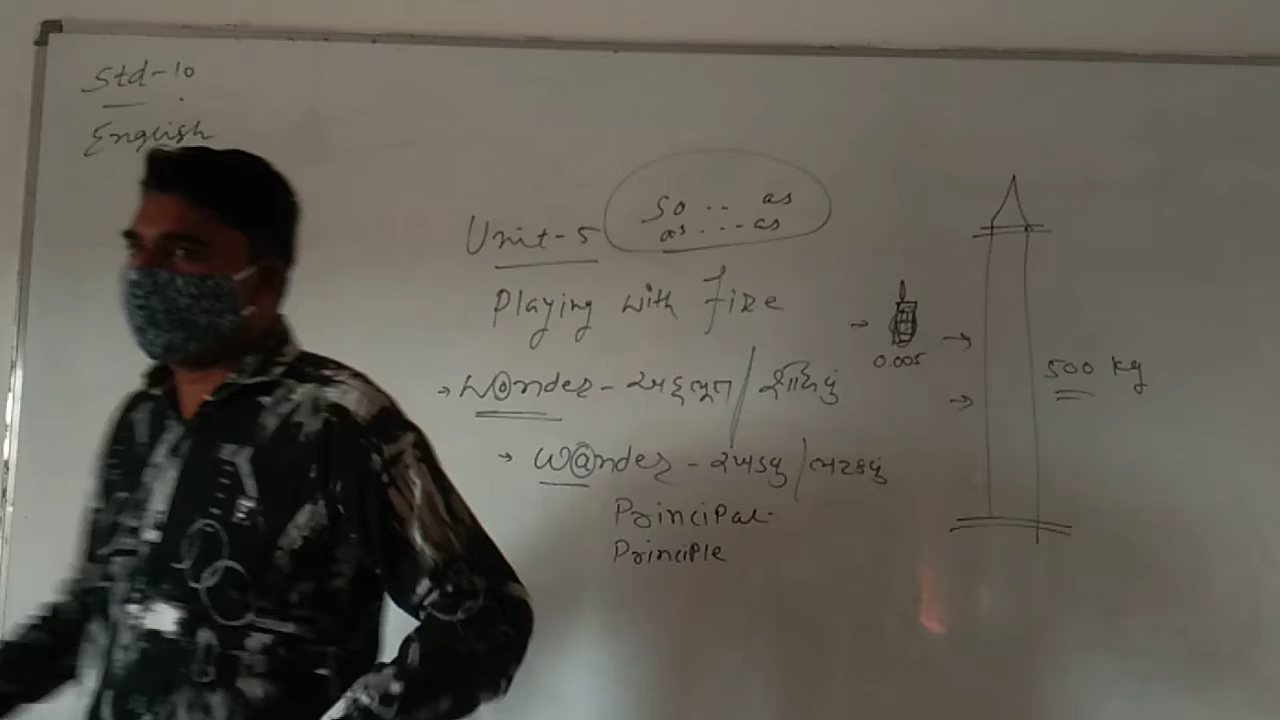 Std-10
English
Unit-5
so .. as
as ... as
Playing with Fire
→ Wonder - અદ્ભૂત /
→ Wander - રખડવુ / ભટકવું
Principal
Principle
0.005
500 kg